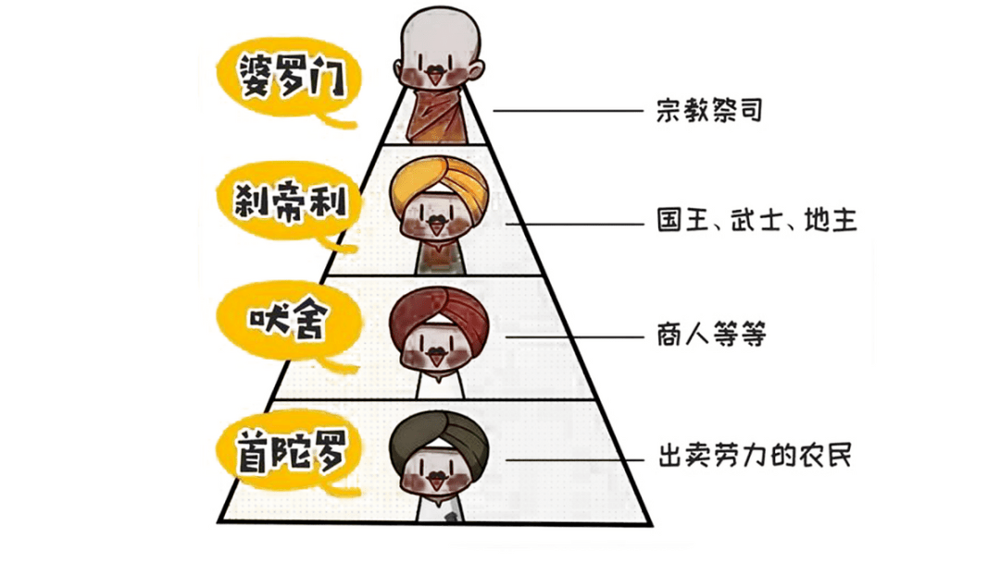 婆罗门
宗教祭司
刹帝利
国王、武士、地主
吠舍
商人等等
首陀罗
出卖劳力的农民